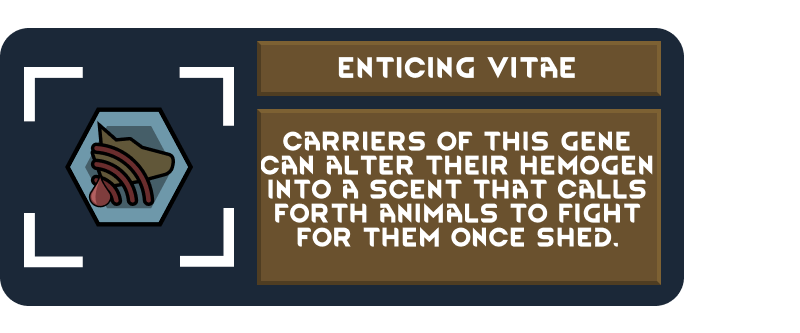 ENTICING VITAE
CARRIERS OF THIS GENE
CAN ALTER THEIR HEMOGEN
INTO A SCENT THAT CALLS
FORTH ANIMALS TO FIGHT
FOR THEM ONCE SHED.